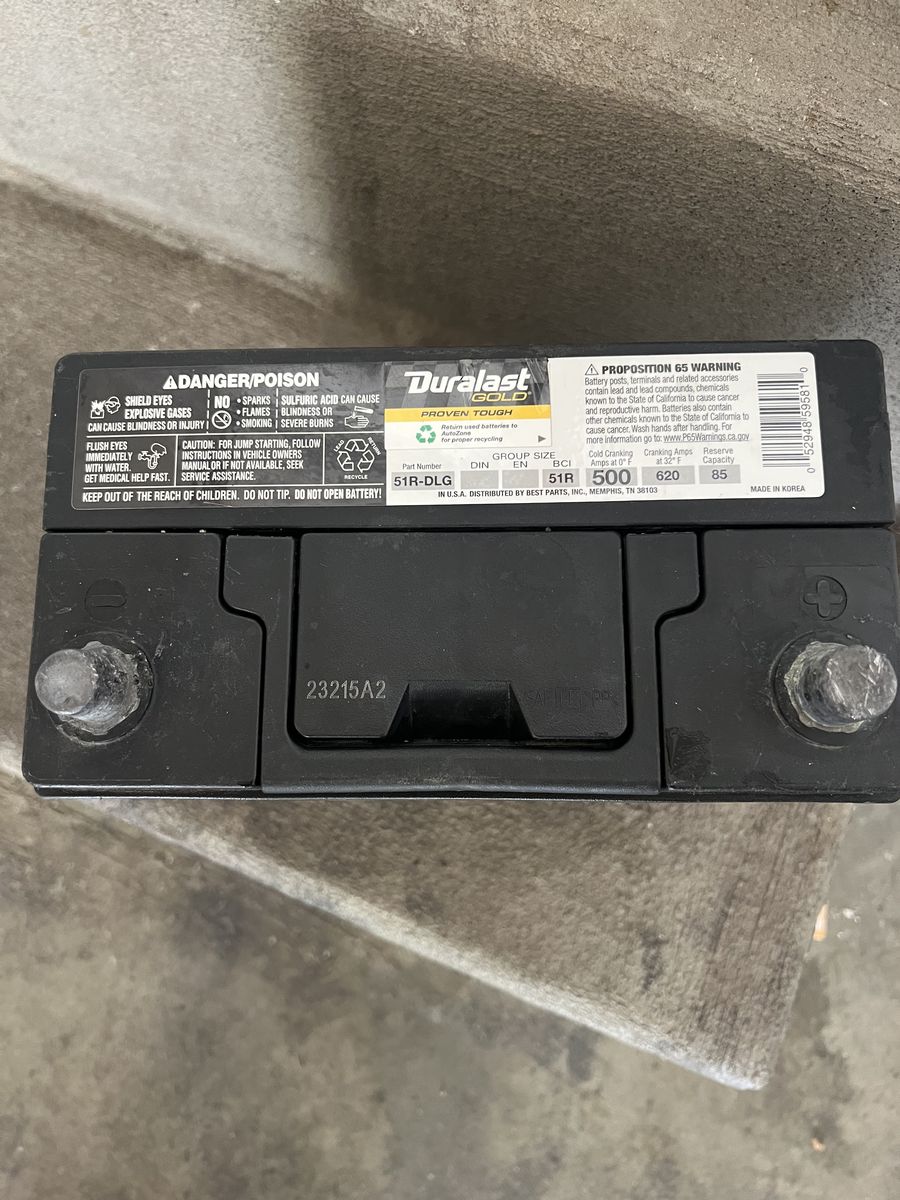 ⚠DANGER/POISON
SHIELD EYES
EXPLOSIVE GASES
CAN CAUSE BLINDNESS OR INJURY
NO
• SPARKS
• FLAMES
• SMOKING
SULFURIC ACID CAN CAUSE
BLINDNESS OR
SEVERE BURNS
FLUSH EYES
IMMEDIATELY
WITH WATER.
GET MEDICAL HELP FAST.
CAUTION: FOR JUMP STARTING, FOLLOW
INSTRUCTIONS IN VEHICLE OWNERS
MANUAL OR IF NOT AVAILABLE, SEEK
SERVICE ASSISTANCE.
LEAD
RETURN
RECYCLE
KEEP OUT OF THE REACH OF CHILDREN. DO NOT TIP. DO NOT OPEN BATTERY!
Duralast
GOLD
PROVEN TOUGH
Return used batteries to
AutoZone
for proper recycling
⚠ PROPOSITION 65 WARNING
Battery posts, terminals and related accessories
contain lead and lead compounds, chemicals
known to the State of California to cause cancer
and reproductive harm. Batteries also contain
other chemicals known to the State of California to
cause cancer. Wash hands after handling. For
more information go to: www.P65Warnings.ca.gov
GROUP SIZE
Part Number DIN EN BCI
51R-DLG 51R
Cold Cranking
Amps at 0° F
500
Cranking Amps
at 32° F
620
Reserve
Capacity
85
IN U.S.A. DISTRIBUTED BY BEST PARTS, INC., MEMPHIS, TN 38103
MADE IN KOREA
0 52948 59581 0
23215A2